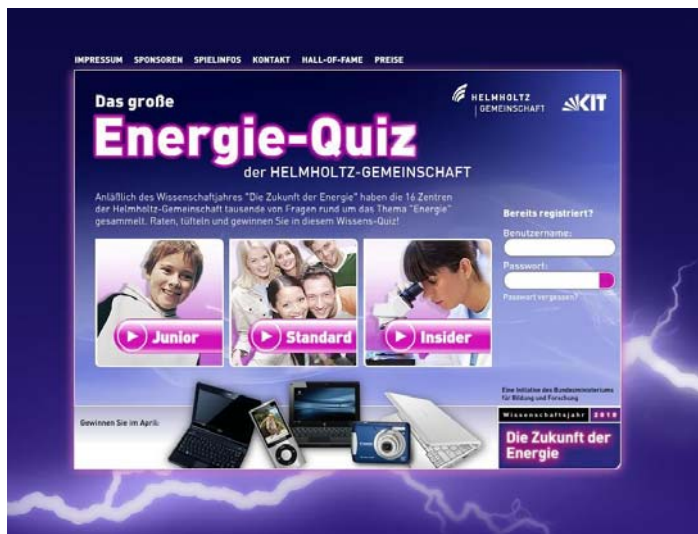 IMPRESSUM SPONSOREN SPIELINFOS KONTAKT HALL-OF-FAME PREISE
Das große
Energie-Quiz
der HELMHOLTZ-GEMEINSCHAFT
HELMHOLTZ
GEMEINSCHAFT
KIT
Anläßlich des Wissenschaftjahres "Die Zukunft der Energie" haben die 16 Zentren
der Helmholtz-Gemeinschaft tausende von Fragen rund um das Thema "Energie"
gesammelt. Raten, tüfteln und gewinnen Sie in diesem Wissens-Quiz!
Bereits registriert?
Benutzername:
Passwort:
Passwort vergessen?
Junior
Standard
Insider
Eine Initiative des Bundesministeriums
für Bildung und Forschung
Gewinnen Sie im April:
Wissenschaftsjahr 2010
Die Zukunft der
Energie